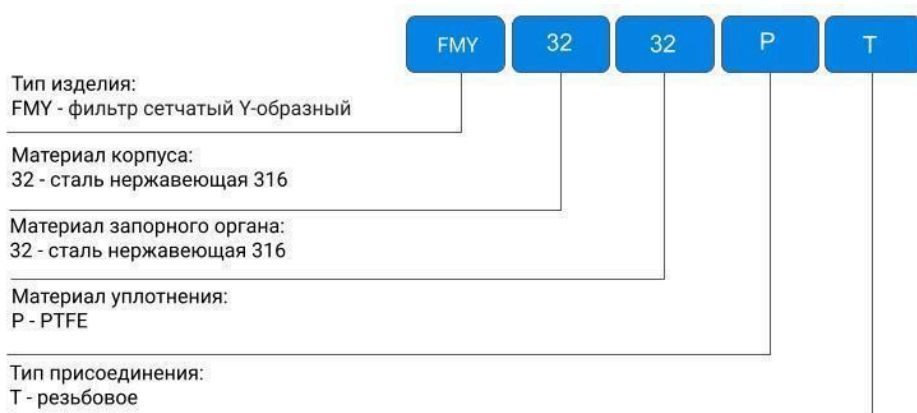 FMY 32 32 P T
Тип изделия:
FMY - фильтр сетчатый Y-образный
Материал корпуса:
32 - сталь нержавеющая 316
Материал запорного органа:
32 - сталь нержавеющая 316
Материал уплотнения:
P - PTFE
Тип присоединения:
T - резьбовое